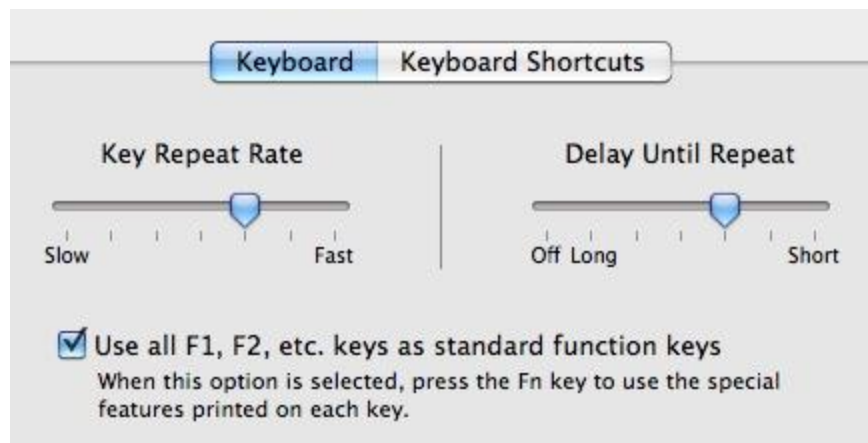 Keyboard Keyboard Shortcuts
Key Repeat Rate Delay Until Repeat
Slow Fast Off Long Short
Use all F1, F2, etc. keys as standard function keys
When this option is selected, press the Fn key to use the special
features printed on each key.